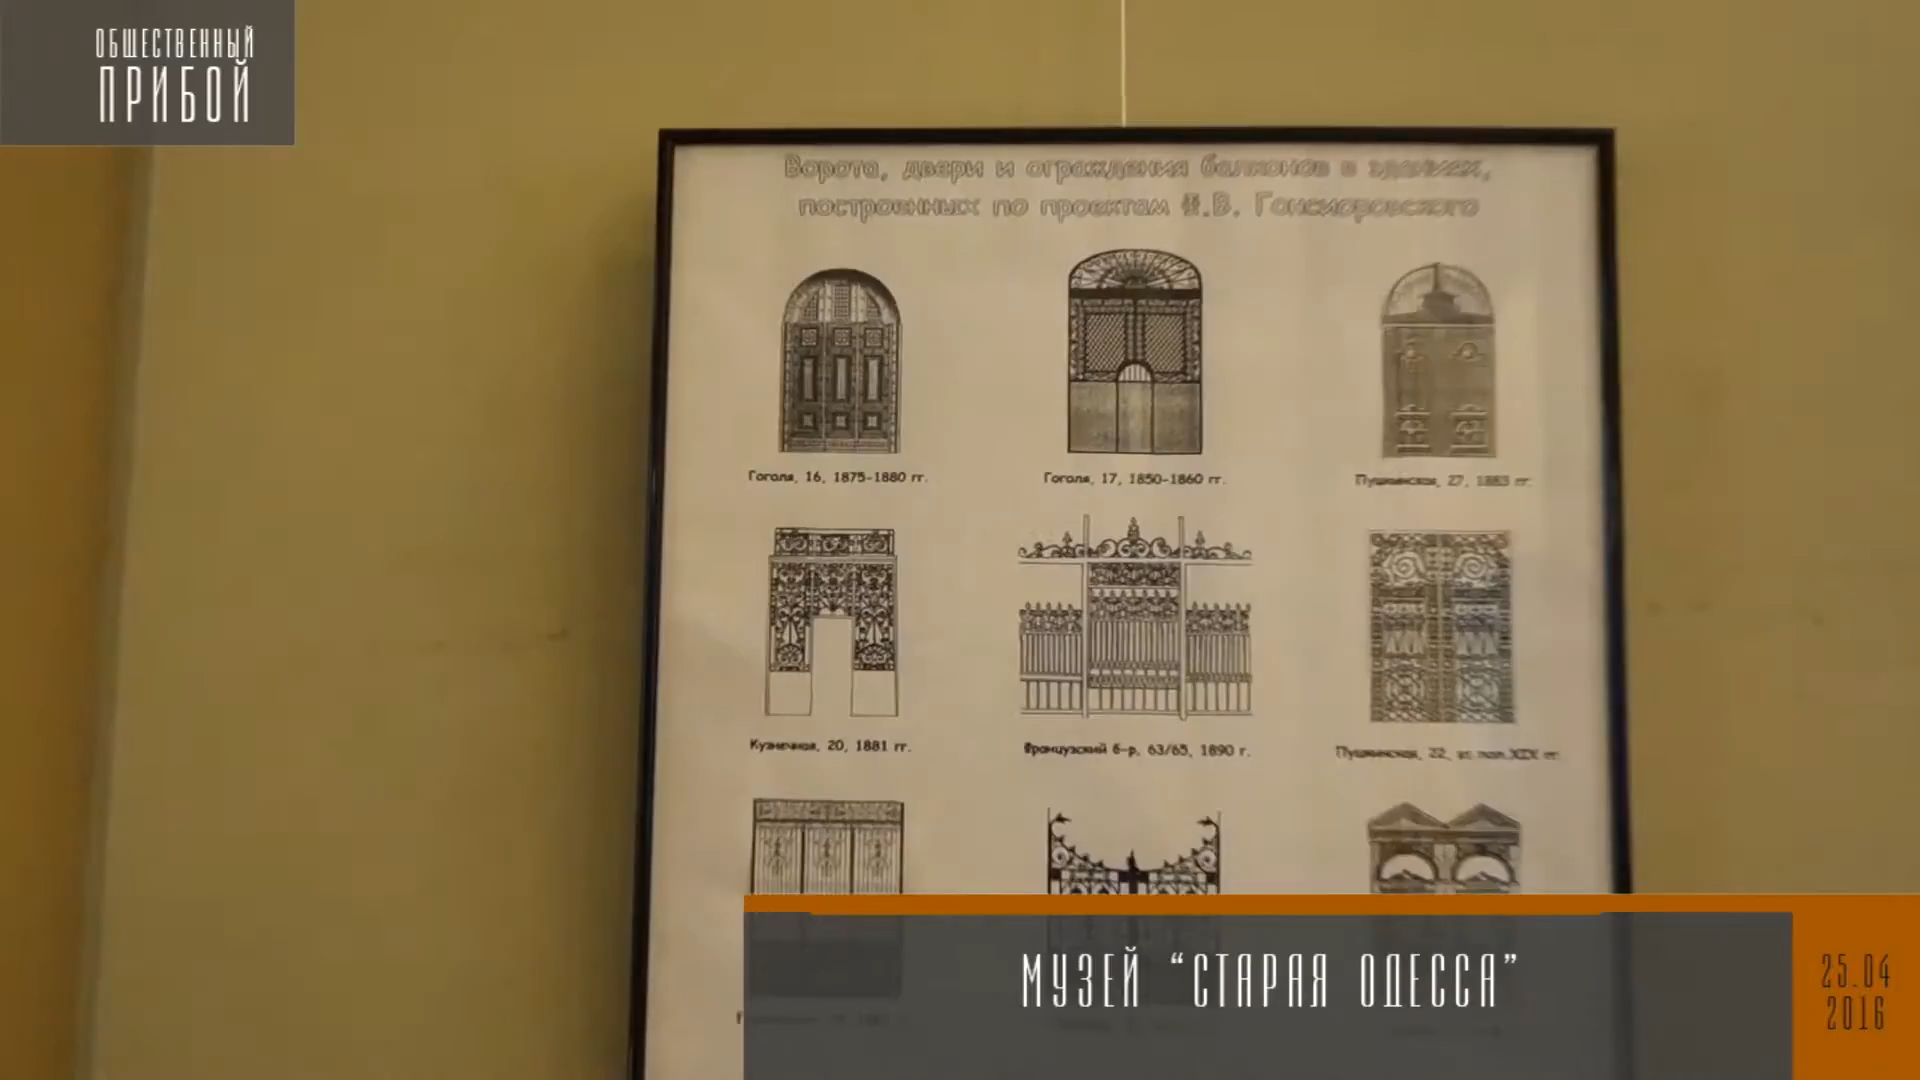 ОБЩЕСТВЕННЫЙ
ПРИБОЙ
Ворота, двери и ограждения балконов в зданиях,
построенных по проектам Ф.В. Гонсиоровского
Гоголя, 16, 1875-1880 гг.
Гоголя, 17, 1850-1860 гг.
Пушкинская, 27, 1883 гг.
Кузнечная, 20, 1881 гг.
Французский б-р, 63/65, 1890 г.
Пушкинская, 22, вт. пол. XIX гг.
МУЗЕЙ “СТАРАЯ ОДЕССА”
25.04
2016